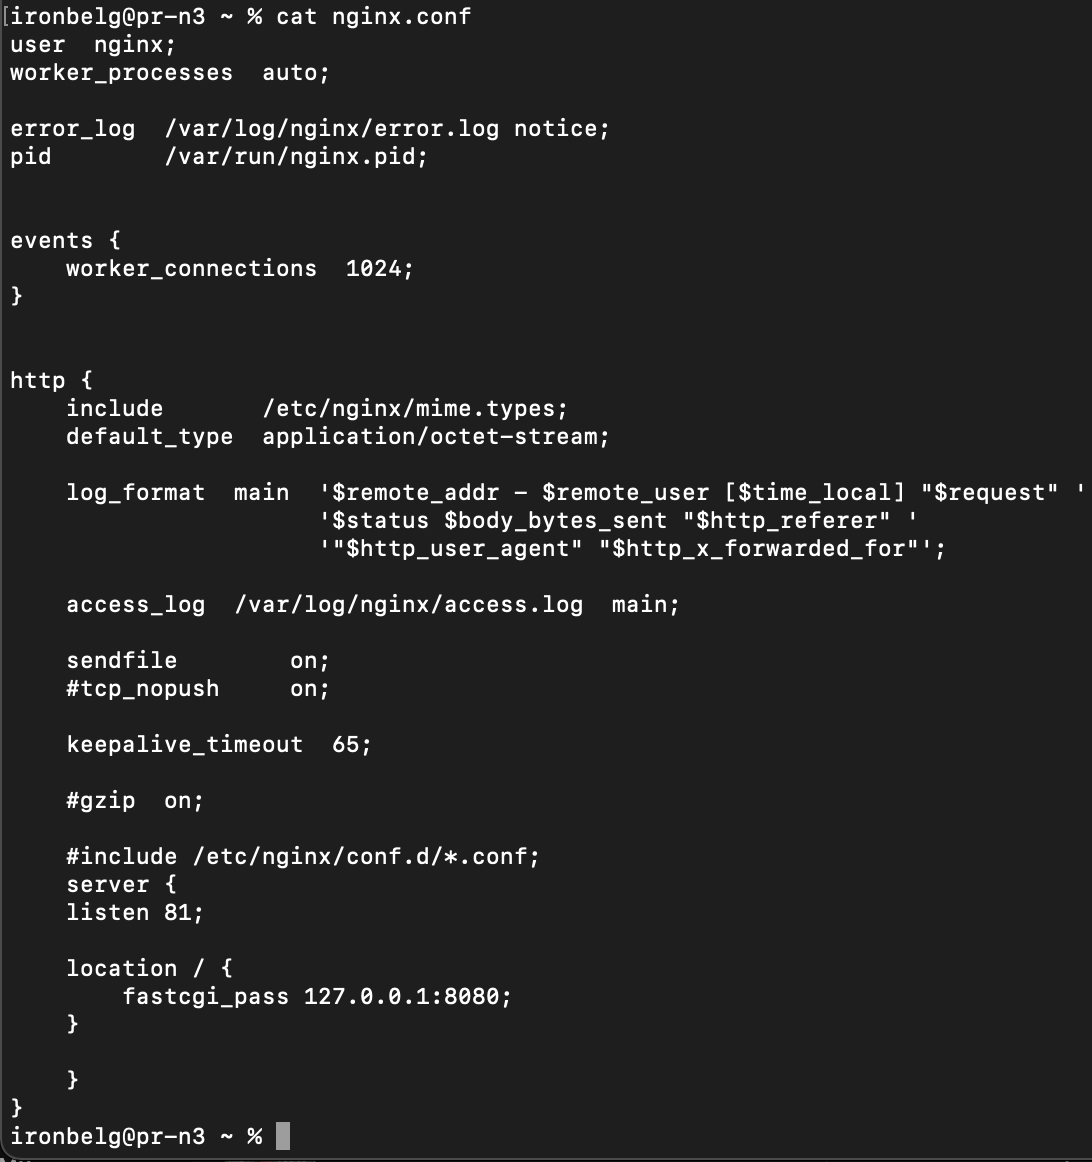 [ironbelg@pr-n3 ~ % cat nginx.conf
user  nginx;
worker_processes  auto;

error_log  /var/log/nginx/error.log notice;
pid        /var/run/nginx.pid;


events {
    worker_connections  1024;
}


http {
    include       /etc/nginx/mime.types;
    default_type  application/octet-stream;

    log_format  main  '$remote_addr - $remote_user [$time_local] "$request" '
                      '$status $body_bytes_sent "$http_referer" '
                      '"$http_user_agent" "$http_x_forwarded_for"';

    access_log  /var/log/nginx/access.log  main;

    sendfile        on;
    #tcp_nopush     on;

    keepalive_timeout  65;

    #gzip  on;

    #include /etc/nginx/conf.d/*.conf;
    server {
    listen 81;

    location / {
        fastcgi_pass 127.0.0.1:8080;
    }

    }
}
ironbelg@pr-n3 ~ %